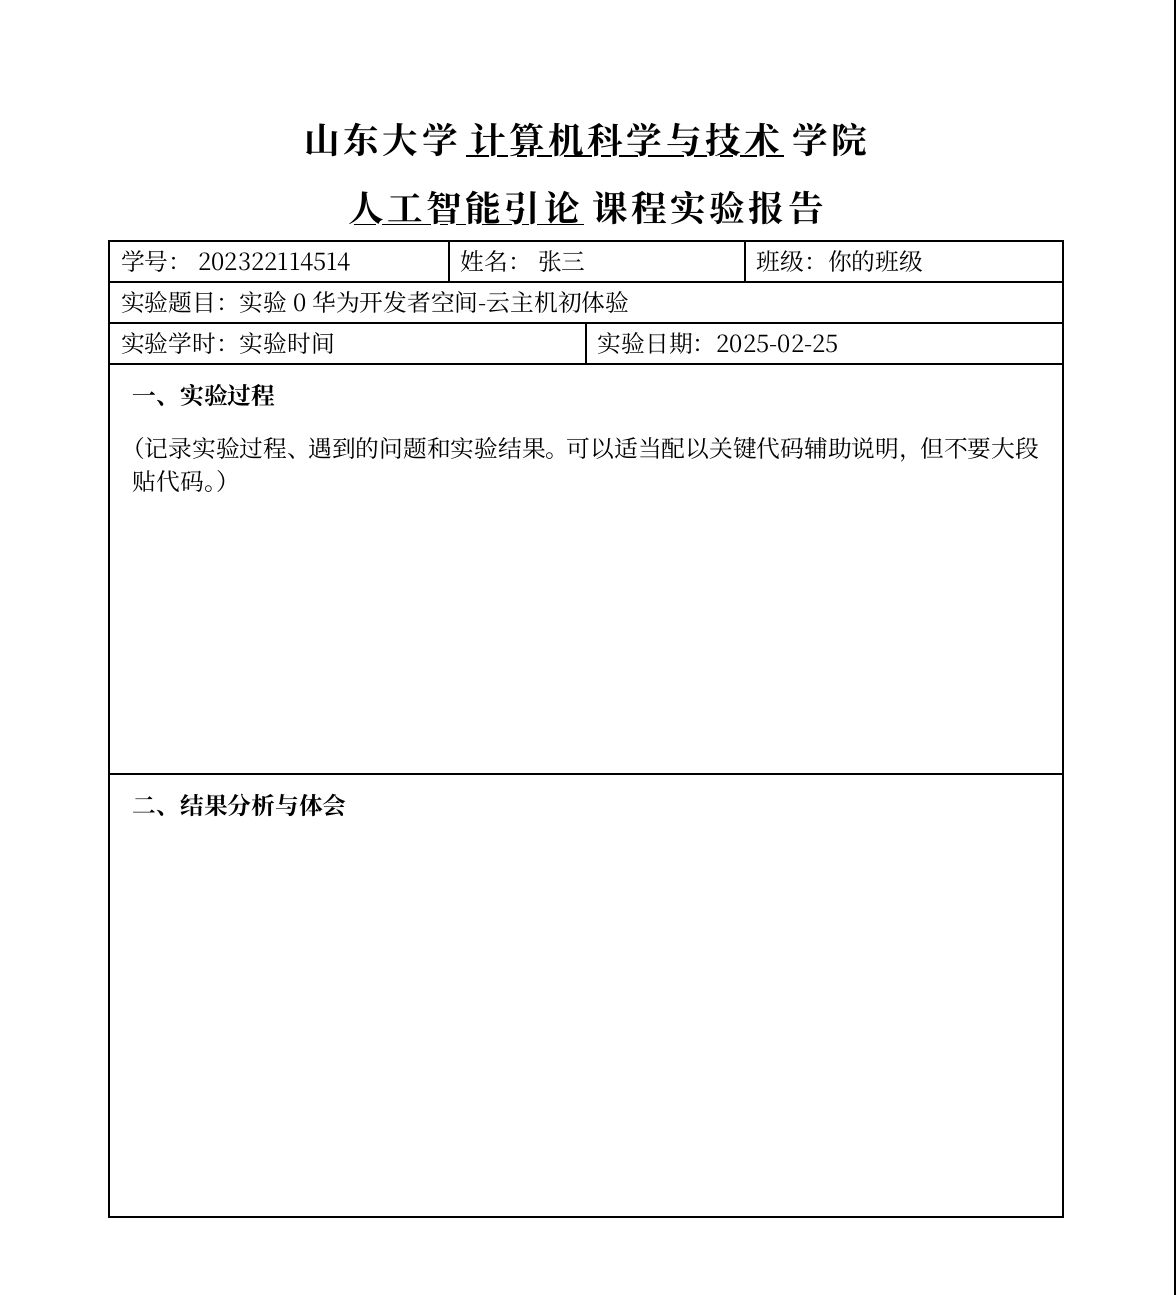 山东大学 计算机科学与技术 学院
人工智能引论 课程实验报告
学号： 202322114514 姓名： 张三 班级：你的班级
实验题目：实验 0 华为开发者空间-云主机初体验
实验学时：实验时间 实验日期：2025-02-25
一、实验过程
（记录实验过程、遇到的问题和实验结果。可以适当配以关键代码辅助说明，但不要大段
贴代码。）
二、结果分析与体会